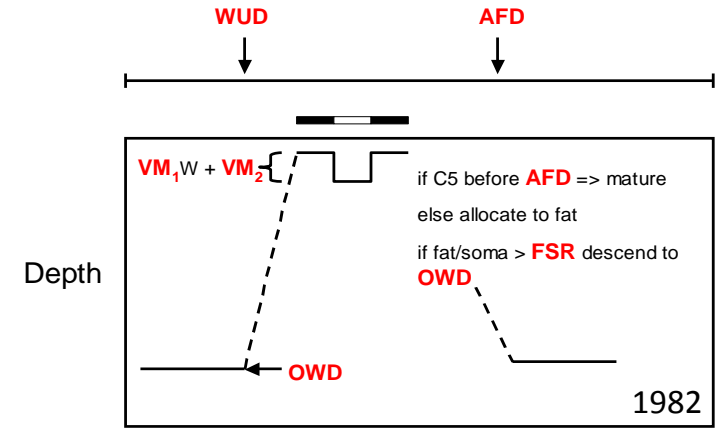 WUD AFD
VM₁W + VM₂
if C5 before AFD => mature
else allocate to fat
if fat/soma > FSR descend to
OWD
Depth
OWD
1982